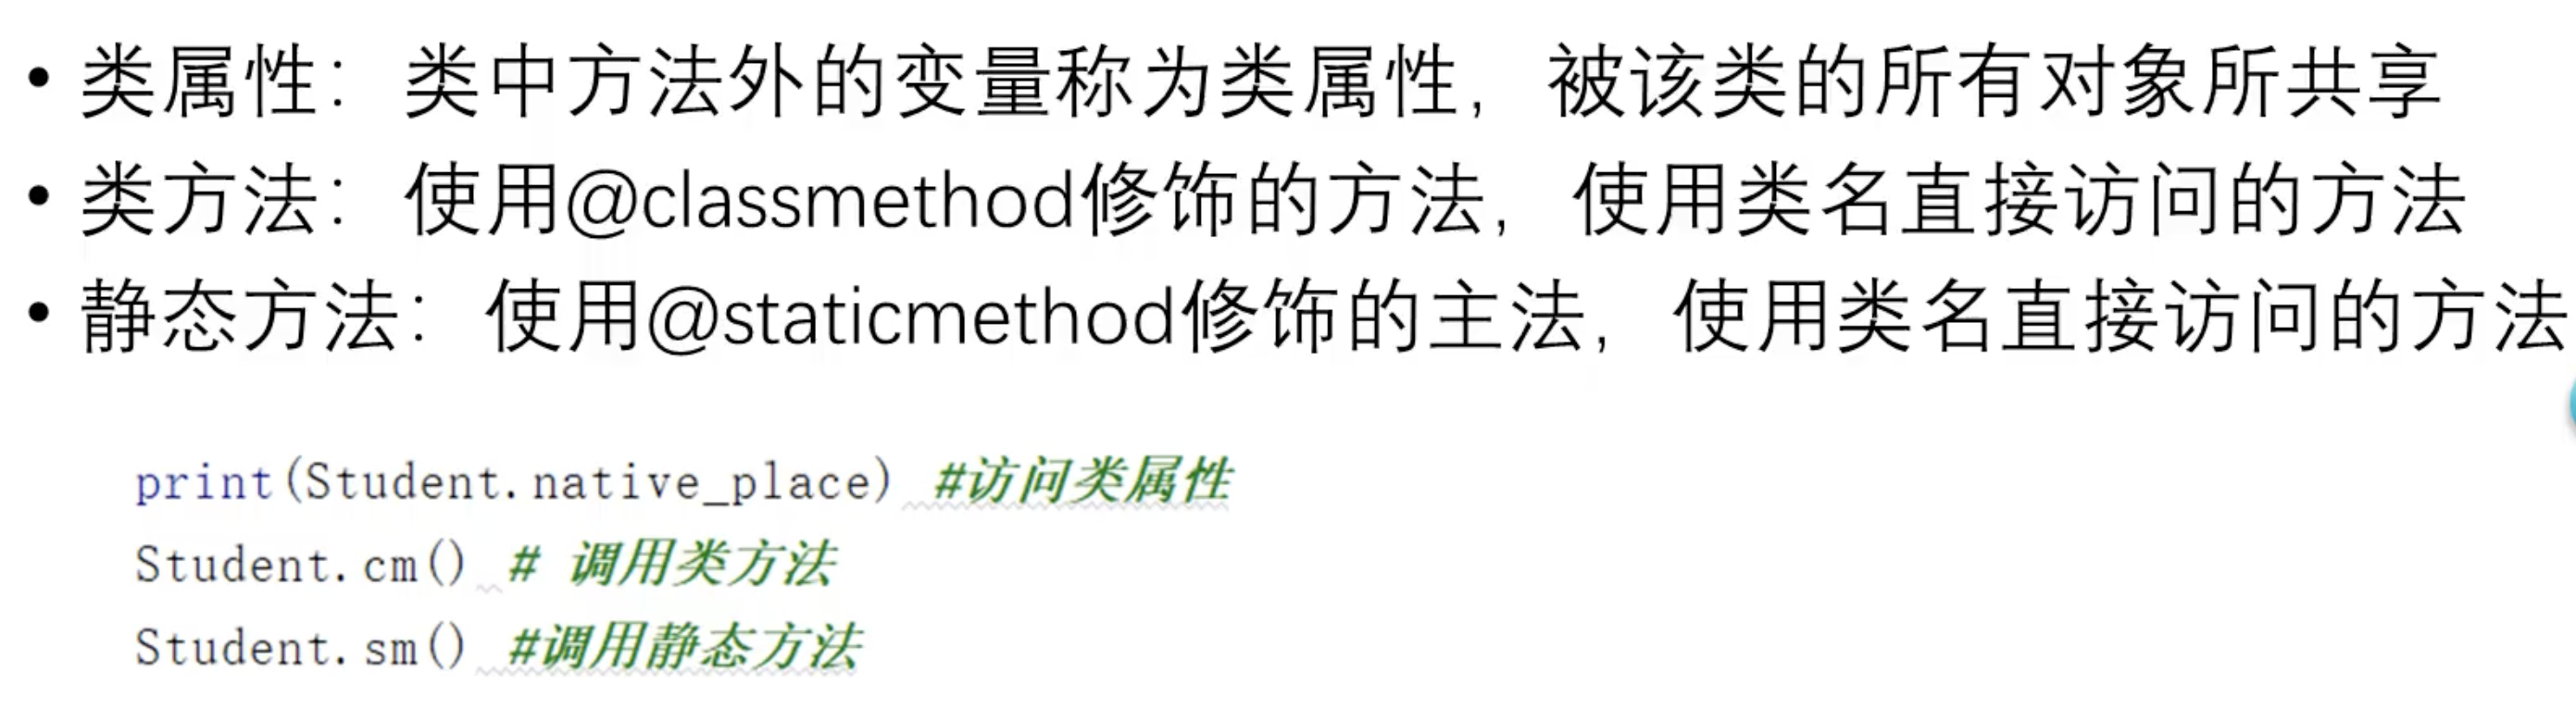 • 类属性：类中方法外的变量称为类属性，被该类的所有对象所共享
• 类方法：使用@classmethod修饰的方法，使用类名直接访问的方法
• 静态方法：使用@staticmethod修饰的主法，使用类名直接访问的方法
print(Student.native_place) #访问类属性
Student.cm() # 调用类方法
Student.sm() #调用静态方法